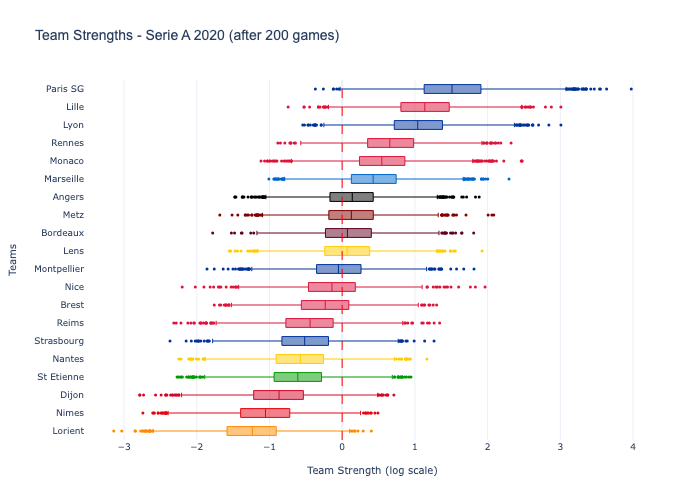 Team Strengths - Serie A 2020 (after 200 games)
Paris SG
Lille
Lyon
Rennes
Monaco
Marseille
Angers
Metz
Bordeaux
Lens
Montpellier
Nice
Brest
Reims
Strasbourg
Nantes
St Etienne
Dijon
Nimes
Lorient
Teams
−3 −2 −1 0 1 2 3 4
Team Strength (log scale)